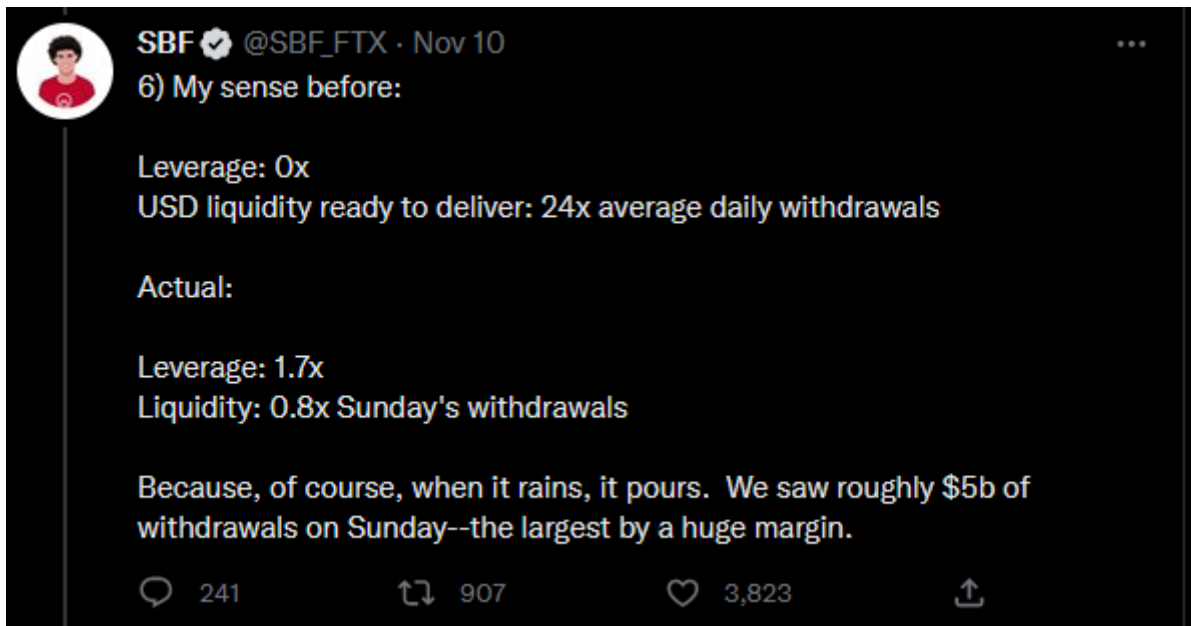 SBF @SBF_FTX · Nov 10
6) My sense before:
Leverage: 0x
USD liquidity ready to deliver: 24x average daily withdrawals
Actual:
Leverage: 1.7x
Liquidity: 0.8x Sunday's withdrawals
Because, of course, when it rains, it pours.  We saw roughly $5b of
withdrawals on Sunday--the largest by a huge margin.
241 907 3,823